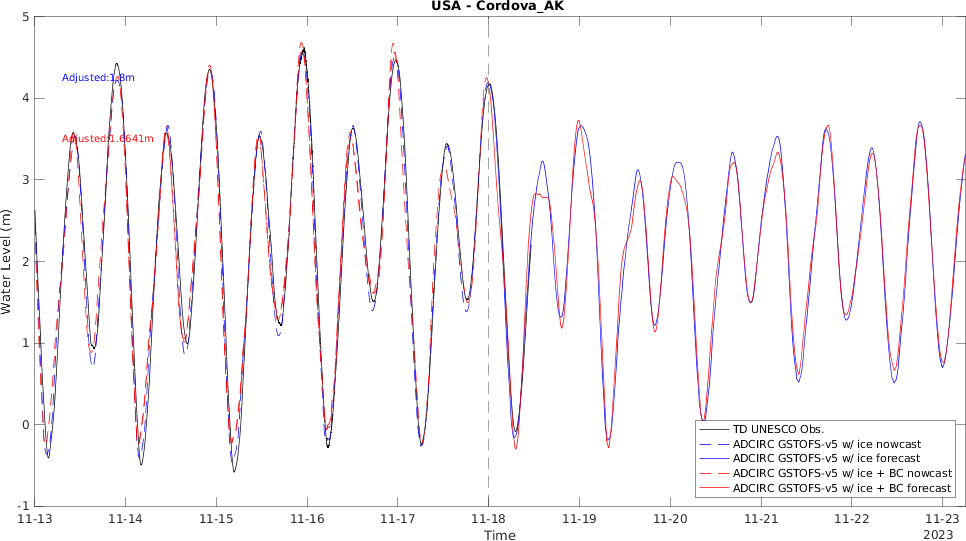 USA - Cordova_AK
5
4
3
2
1
0
-1
Water Level (m)
Adjusted:1.8m
Adjusted:1.6641m
TD UNESCO Obs.
ADCIRC GSTOFS-v5 w/ ice nowcast
ADCIRC GSTOFS-v5 w/ ice forecast
ADCIRC GSTOFS-v5 w/ ice + BC nowcast
ADCIRC GSTOFS-v5 w/ ice + BC forecast
11-13 11-14 11-15 11-16 11-17 11-18 11-19 11-20 11-21 11-22 11-23
Time
2023